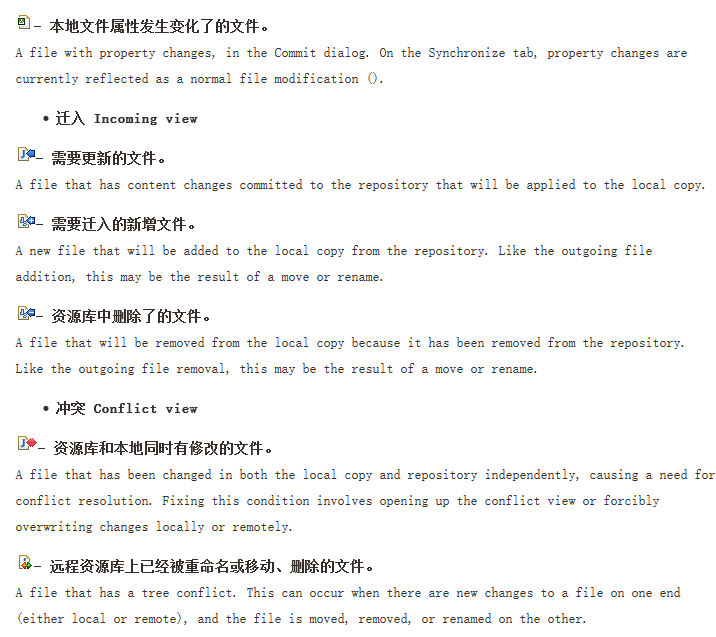 – 本地文件属性发生变化了的文件。
A file with property changes, in the Commit dialog. On the Synchronize tab, property changes are
currently reflected as a normal file modification ().
• 迁入 Incoming view
– 需要更新的文件。
A file that has content changes committed to the repository that will be applied to the local copy.
– 需要迁入的新增文件。
A new file that will be added to the local copy from the repository. Like the outgoing file
addition, this may be the result of a move or rename.
– 资源库中删除了的文件。
A file that will be removed from the local copy because it has been removed from the repository.
Like the outgoing file removal, this may be the result of a move or rename.
• 冲突 Conflict view
– 资源库和本地同时有修改的文件。
A file that has been changed in both the local copy and repository independently, causing a need for
conflict resolution. Fixing this condition involves opening up the conflict view or forcibly
overwriting changes locally or remotely.
– 远程资源库上已经被重命名或移动、删除的文件。
A file that has a tree conflict. This can occur when there are new changes to a file on one end
(either local or remote), and the file is moved, removed, or renamed on the other.